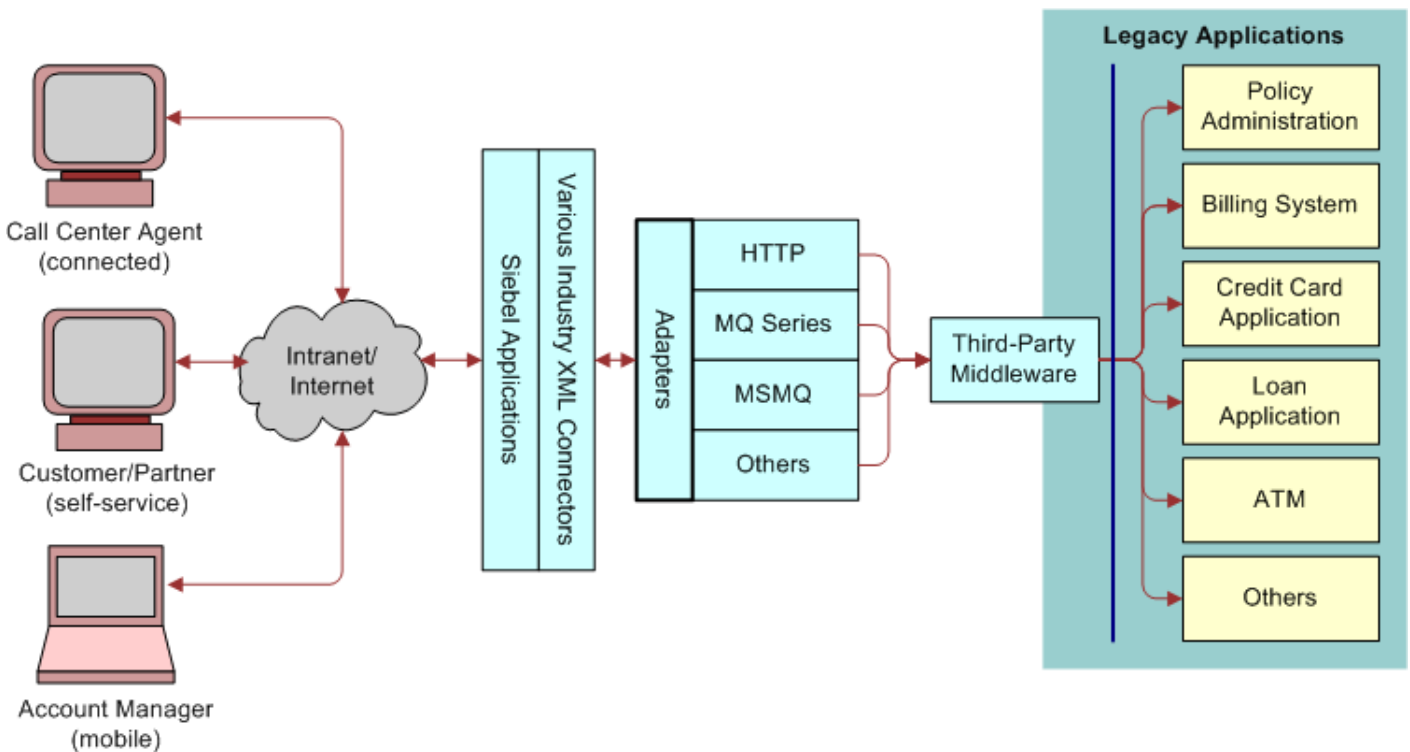 Legacy Applications
Call Center Agent
(connected)
Customer/Partner
(self-service)
Account Manager
(mobile)
Intranet/
Internet
Siebel Applications
Various Industry XML Connectors
Adapters
HTTP
MQ Series
MSMQ
Others
Third-Party
Middleware
Policy
Administration
Billing System
Credit Card
Application
Loan
Application
ATM
Others